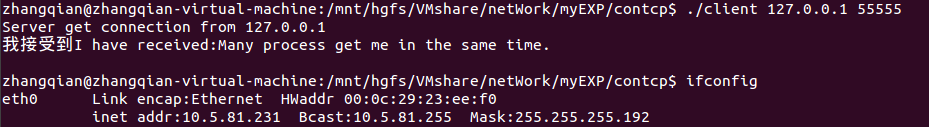 zhangqian@zhangqian-virtual-machine:/mnt/hgfs/VMshare/netWork/myEXP/contcp$ ./client 127.0.0.1 55555
Server get connection from 127.0.0.1
我接受到I have received:Many process get me in the same time.
zhangqian@zhangqian-virtual-machine:/mnt/hgfs/VMshare/netWork/myEXP/contcp$ ifconfig
eth0      Link encap:Ethernet  HWaddr 00:0c:29:23:ee:f0
          inet addr:10.5.81.231  Bcast:10.5.81.255  Mask:255.255.255.192